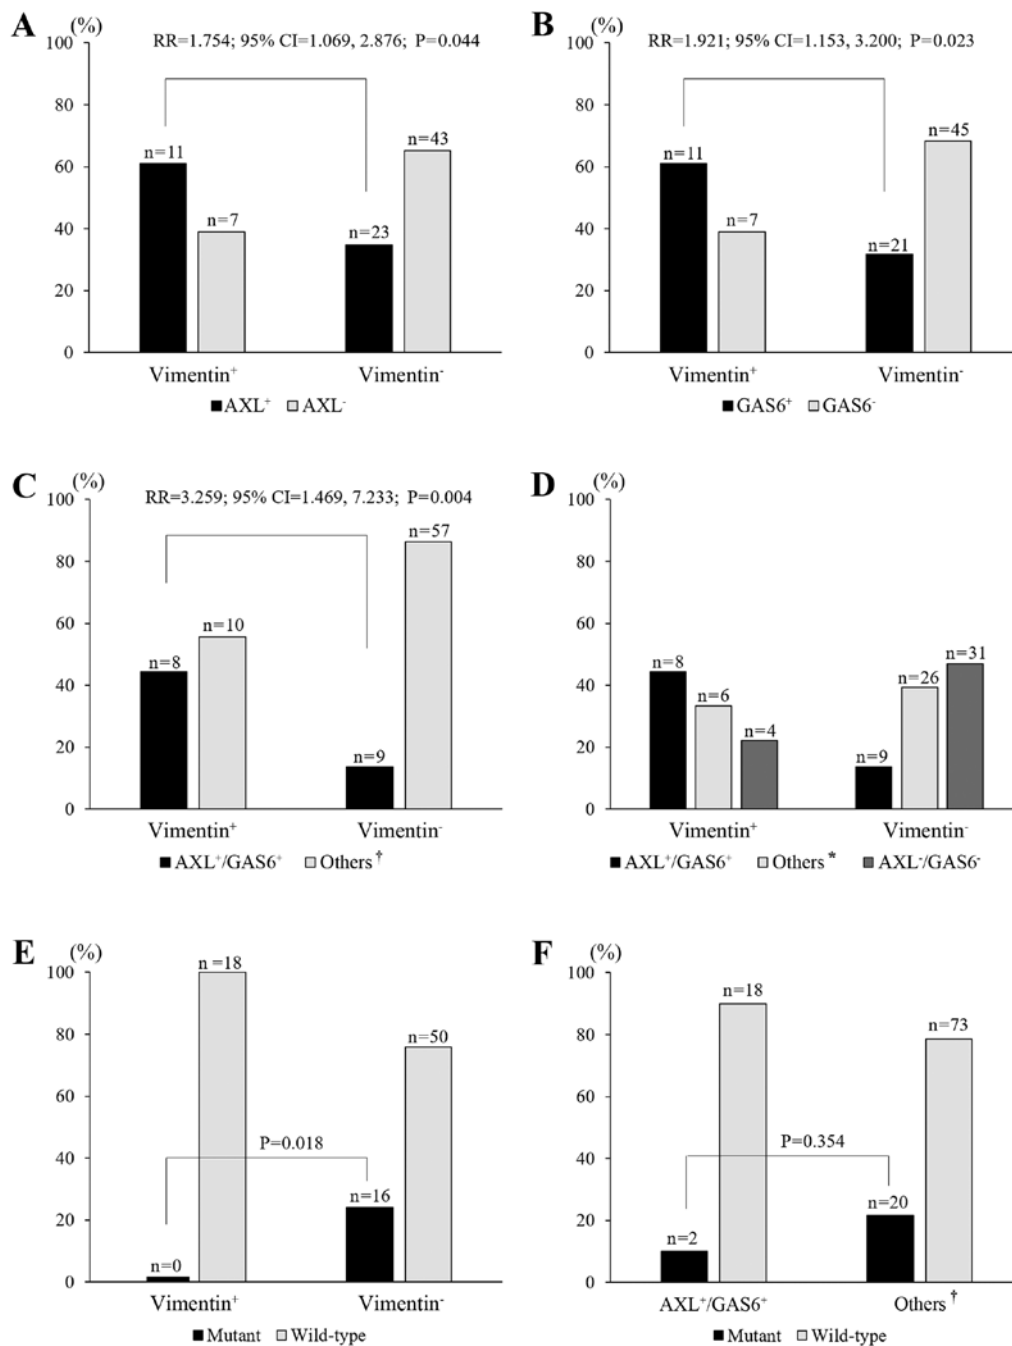 A (%)
RR=1.754; 95% CI=1.069, 2.876; P=0.044
100
80
60
40
20
0
n=11
n=7
n=23
n=43
Vimentin⁺ Vimentin⁻
AXL⁺ AXL⁻
B (%)
RR=1.921; 95% CI=1.153, 3.200; P=0.023
100
80
60
40
20
0
n=11
n=7
n=21
n=45
Vimentin⁺ Vimentin⁻
GAS6⁺ GAS6⁻
C (%)
RR=3.259; 95% CI=1.469, 7.233; P=0.004
100
80
60
40
20
0
n=8
n=10
n=9
n=57
Vimentin⁺ Vimentin⁻
AXL⁺/GAS6⁺ Others†
D (%)
100
80
60
40
20
0
n=8
n=6
n=4
n=9
n=26
n=31
Vimentin⁺ Vimentin⁻
AXL⁺/GAS6⁺ Others* AXL⁻/GAS6⁻
E (%)
100
80
60
40
20
0
n=0
n =18
P=0.018
n=16
n=50
Vimentin⁺ Vimentin⁻
Mutant Wild-type
F (%)
100
80
60
40
20
0
n=2
n=18
P=0.354
n=20
n=73
AXL⁺/GAS6⁺ Others†
Mutant Wild-type